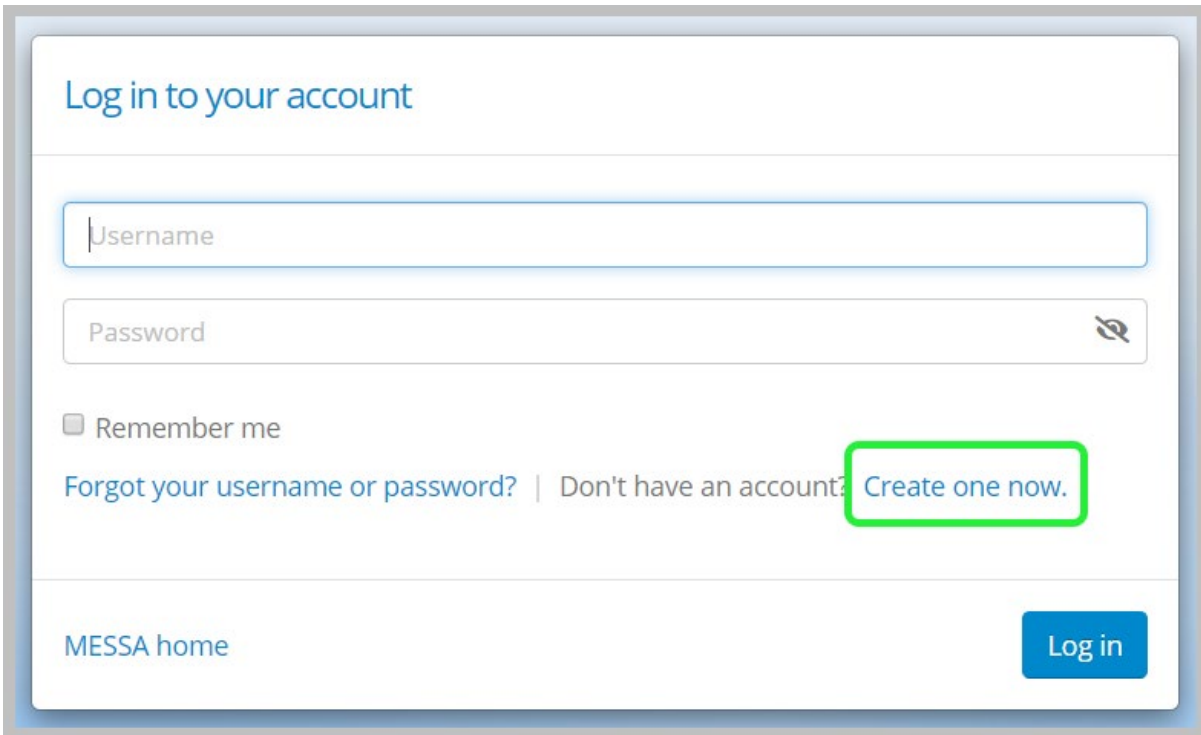 Log in to your account
Username
Password
Remember me
Forgot your username or password? | Don't have an account? Create one now.
MESSA home
Log in